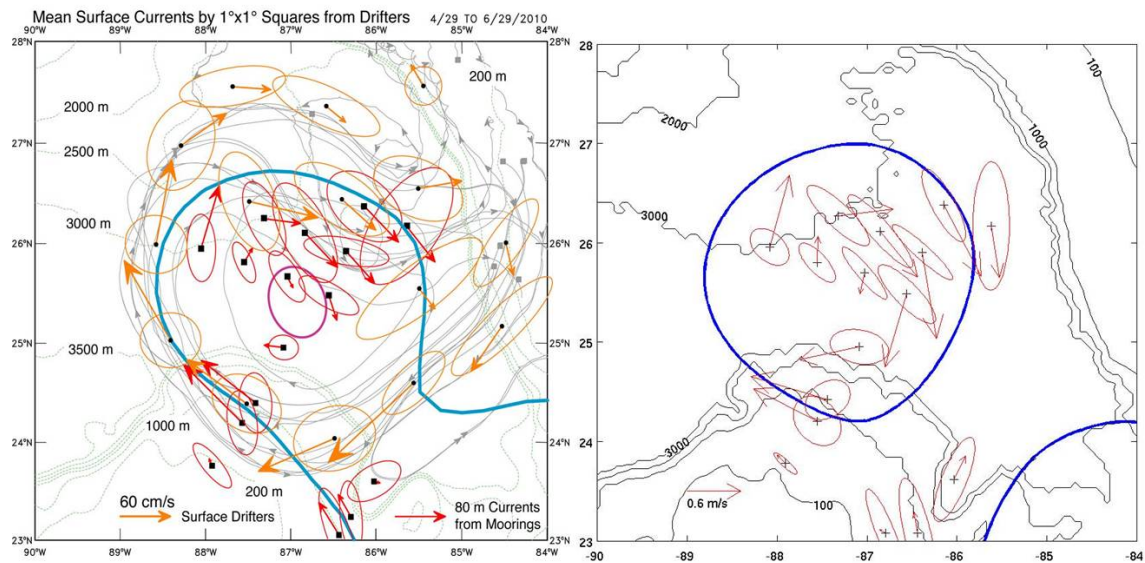 Mean Surface Currents by 1°x1° Squares from Drifters 4/29 TO 6/29/2010
90°W 89°W 88°W 87°W 86°W 85°W 84°W
28°N 28°N
200 m
2000 m
27°N 27°N
2500 m
3000 m
26°N 26°N
25°N 25°N
3500 m
1000 m
24°N 24°N
200 m
60 cm/s
Surface Drifters
80 m Currents
from Moorings
23°N 23°N
90°W 89°W 88°W 87°W 86°W 85°W 84°W
28
100
1000
2000
27
3000
26
25
24
3000
0.6 m/s
100
23
-90 -89 -88 -87 -86 -85 -84